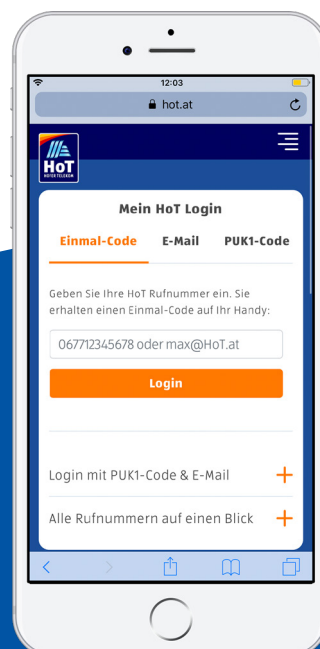 12:03
hot.at
HoT
HOFER TELEKOM
Mein HoT Login
Einmal-Code E-Mail PUK1-Code
Geben Sie Ihre HoT Rufnummer ein. Sie
erhalten einen Einmal-Code auf Ihr Handy:
067712345678 oder max@HoT.at
Login
Login mit PUK1-Code & E-Mail
Alle Rufnummern auf einen Blick